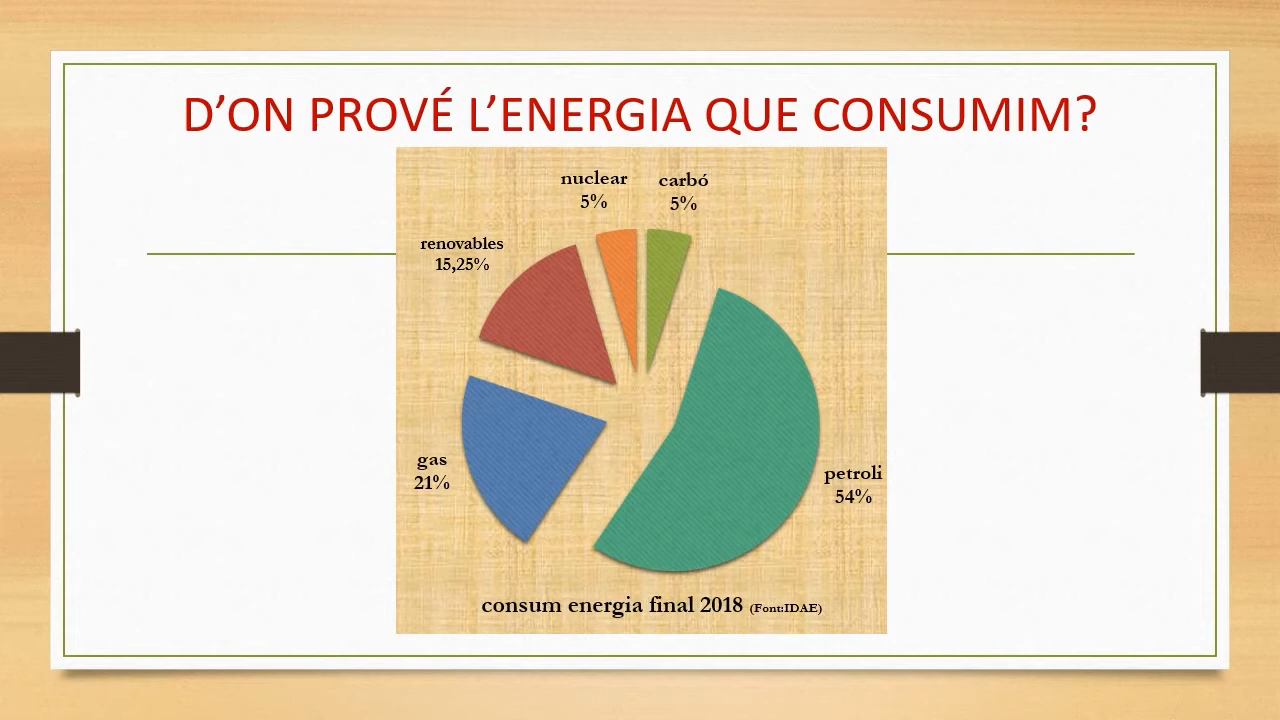 D’ON PROVÉ L’ENERGIA QUE CONSUMIM?
nuclear
5%
carbó
5%
renovables
15,25%
gas
21%
petroli
54%
consum energia final 2018 (Font:IDAE)